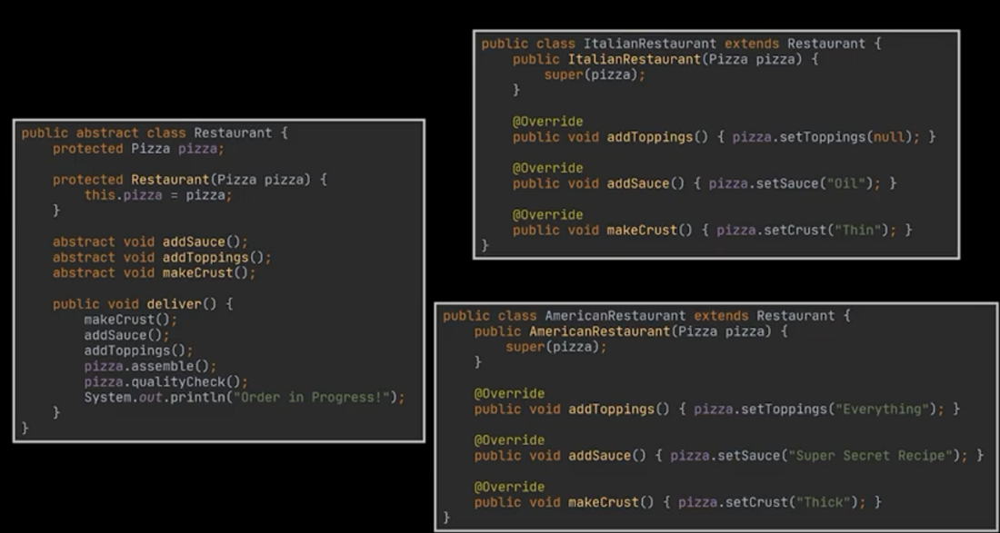 public abstract class Restaurant {
    protected Pizza pizza;
    protected Restaurant(Pizza pizza) {
        this.pizza = pizza;
    }
    abstract void addSauce();
    abstract void addToppings();
    abstract void makeCrust();
    public void deliver() {
        makeCrust();
        addSauce();
        addToppings();
        pizza.assemble();
        pizza.qualityCheck();
        System.out.println("Order in Progress!");
    }
}
public class ItalianRestaurant extends Restaurant {
    public ItalianRestaurant(Pizza pizza) {
        super(pizza);
    }
    @Override
    public void addToppings() { pizza.setToppings(null); }
    @Override
    public void addSauce() { pizza.setSauce("Oil"); }
    @Override
    public void makeCrust() { pizza.setCrust("Thin"); }
}
public class AmericanRestaurant extends Restaurant {
    public AmericanRestaurant(Pizza pizza) {
        super(pizza);
    }
    @Override
    public void addToppings() { pizza.setToppings("Everything"); }
    @Override
    public void addSauce() { pizza.setSauce("Super Secret Recipe"); }
    @Override
    public void makeCrust() { pizza.setCrust("Thick"); }
}